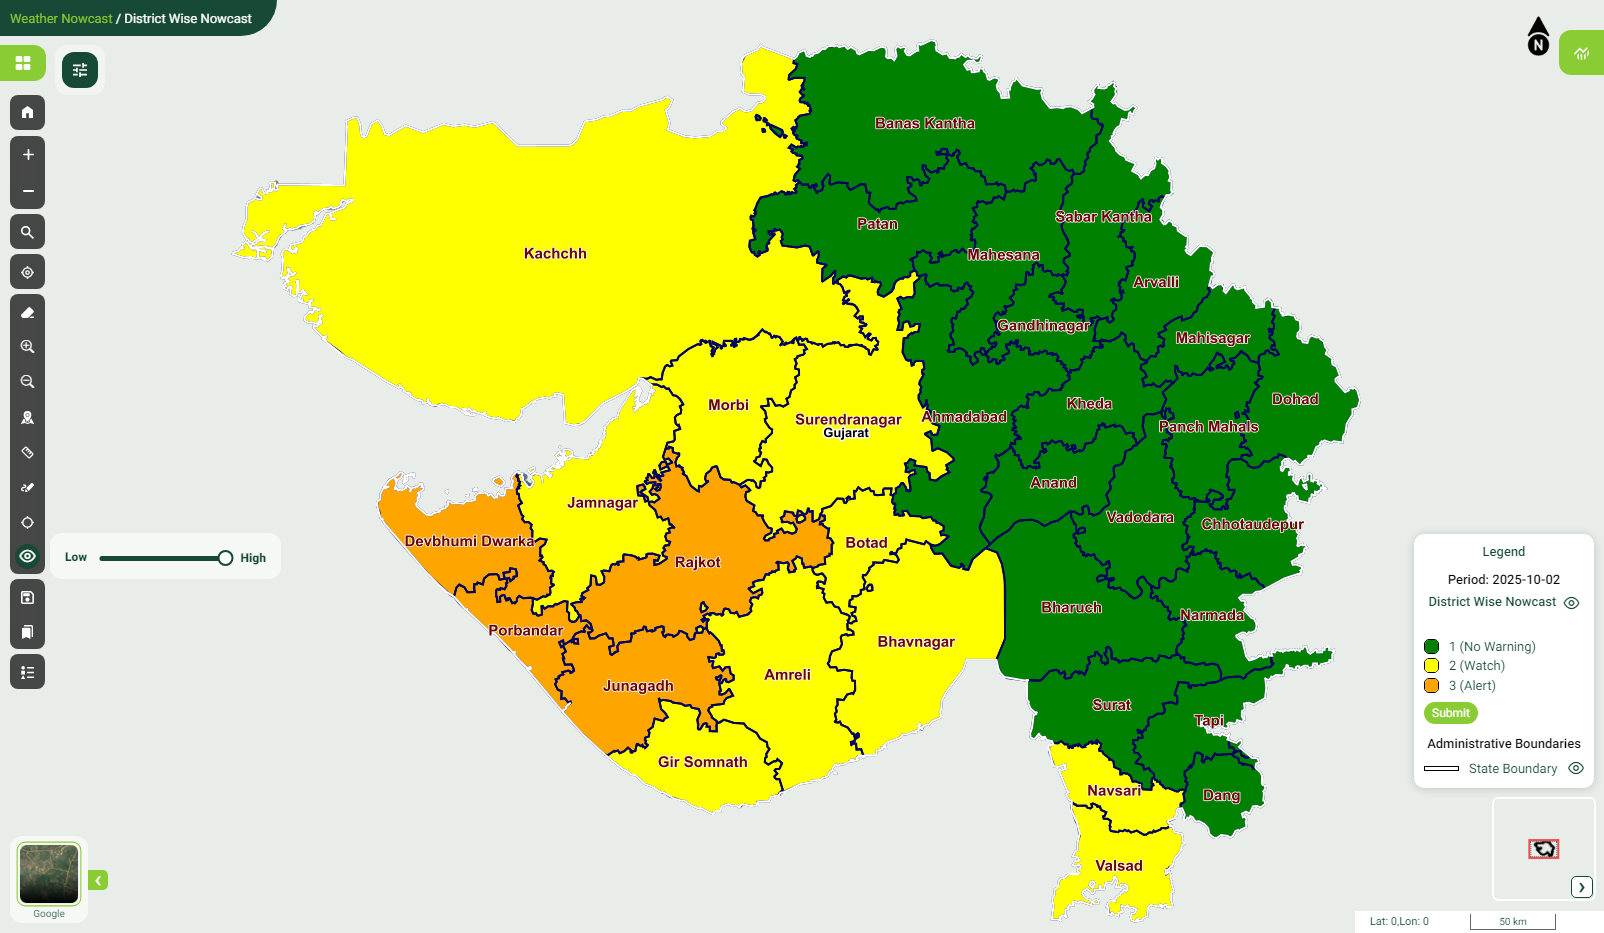 Weather Nowcast / District Wise Nowcast
N
Banas Kantha
Patan
Sabar Kantha
Kachchh
Mahesana
Arvalli
Gandhinagar
Mahisagar
Morbi
Surendranagar
Gujarat
Ahmadabad
Kheda
Dohad
Panch Mahals
Anand
Jamnagar
Vadodara
Chhotaudepur
Devbhumi Dwarka
Botad
Rajkot
Low
High
Bharuch
Narmada
Porbandar
Bhavnagar
Junagadh
Amreli
Surat
Tapi
Gir Somnath
Navsari
Dang
Valsad
Legend
Period: 2025-10-02
District Wise Nowcast
1 (No Warning)
2 (Watch)
3 (Alert)
Submit
Administrative Boundaries
State Boundary
Google
Lat: 0,Lon: 0
50 km